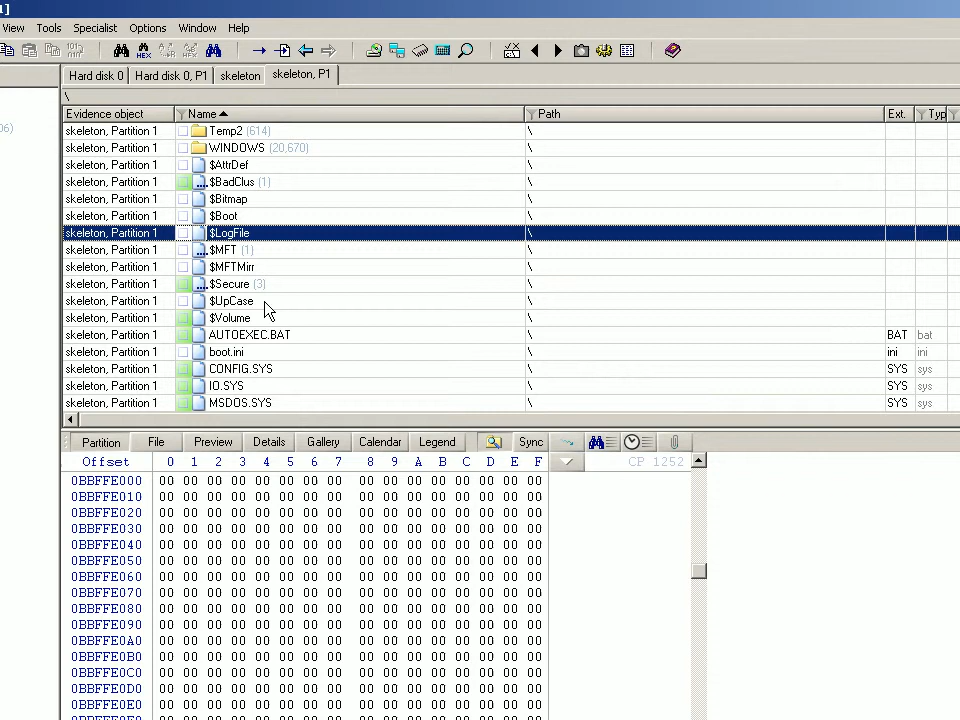 1]
View Tools Specialist Options Window Help
Hard disk 0 Hard disk 0, P1 skeleton skeleton, P1
\
06)
Evidence object Name Path Ext. Typ
skeleton, Partition 1 Temp2 (614) \
skeleton, Partition 1 WINDOWS (20,670) \
skeleton, Partition 1 $AttrDef \
skeleton, Partition 1 $BadClus (1) \
skeleton, Partition 1 $Bitmap \
skeleton, Partition 1 $Boot \
skeleton, Partition 1 $LogFile \
skeleton, Partition 1 $MFT (1) \
skeleton, Partition 1 $MFTMirr \
skeleton, Partition 1 $Secure (3) \
skeleton, Partition 1 $UpCase \
skeleton, Partition 1 $Volume \
skeleton, Partition 1 AUTOEXEC.BAT \ BAT bat
skeleton, Partition 1 boot.ini \ ini ini
skeleton, Partition 1 CONFIG.SYS \ SYS sys
skeleton, Partition 1 IO.SYS \ SYS sys
skeleton, Partition 1 MSDOS.SYS \ SYS sys
Partition File Preview Details Gallery Calendar Legend Sync
Offset 0 1 2 3 4 5 6 7 8 9 A B C D E F CP 1252
0BBFFE000 00 00 00 00 00 00 00 00 00 00 00 00 00 00 00 00
0BBFFE010 00 00 00 00 00 00 00 00 00 00 00 00 00 00 00 00
0BBFFE020 00 00 00 00 00 00 00 00 00 00 00 00 00 00 00 00
0BBFFE030 00 00 00 00 00 00 00 00 00 00 00 00 00 00 00 00
0BBFFE040 00 00 00 00 00 00 00 00 00 00 00 00 00 00 00 00
0BBFFE050 00 00 00 00 00 00 00 00 00 00 00 00 00 00 00 00
0BBFFE060 00 00 00 00 00 00 00 00 00 00 00 00 00 00 00 00
0BBFFE070 00 00 00 00 00 00 00 00 00 00 00 00 00 00 00 00
0BBFFE080 00 00 00 00 00 00 00 00 00 00 00 00 00 00 00 00
0BBFFE090 00 00 00 00 00 00 00 00 00 00 00 00 00 00 00 00
0BBFFE0A0 00 00 00 00 00 00 00 00 00 00 00 00 00 00 00 00
0BBFFE0B0 00 00 00 00 00 00 00 00 00 00 00 00 00 00 00 00
0BBFFE0C0 00 00 00 00 00 00 00 00 00 00 00 00 00 00 00 00
0BBFFE0D0 00 00 00 00 00 00 00 00 00 00 00 00 00 00 00 00
0BBFFE0E0 00 00 00 00 00 00 00 00 00 00 00 00 00 00 00 00